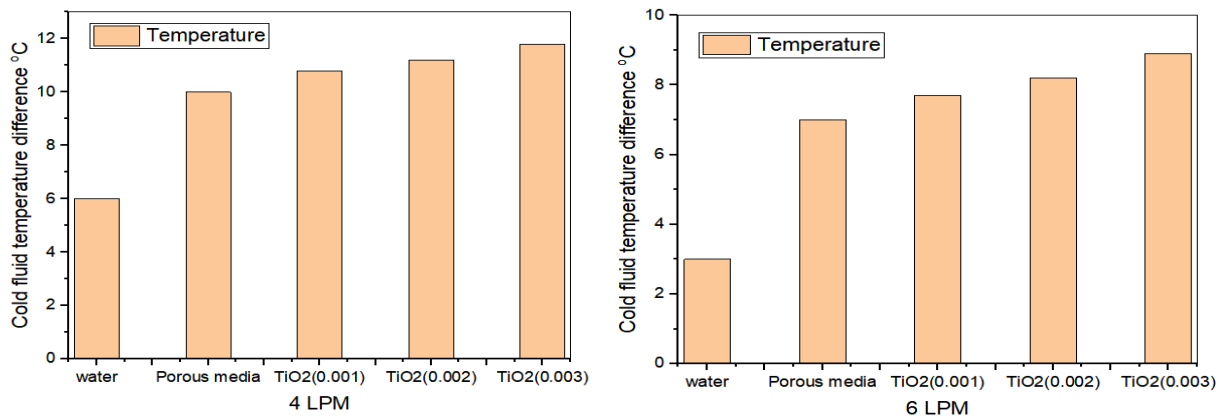 Cold fluid temperature difference °C
Temperature
12
10
8
6
4
2
0
water Porous media TiO2(0.001) TiO2(0.002) TiO2(0.003)
4 LPM
Cold fluid temperature difference °C
Temperature
10
8
6
4
2
0
water Porous media TiO2(0.001) TiO2(0.002) TiO2(0.003)
6 LPM